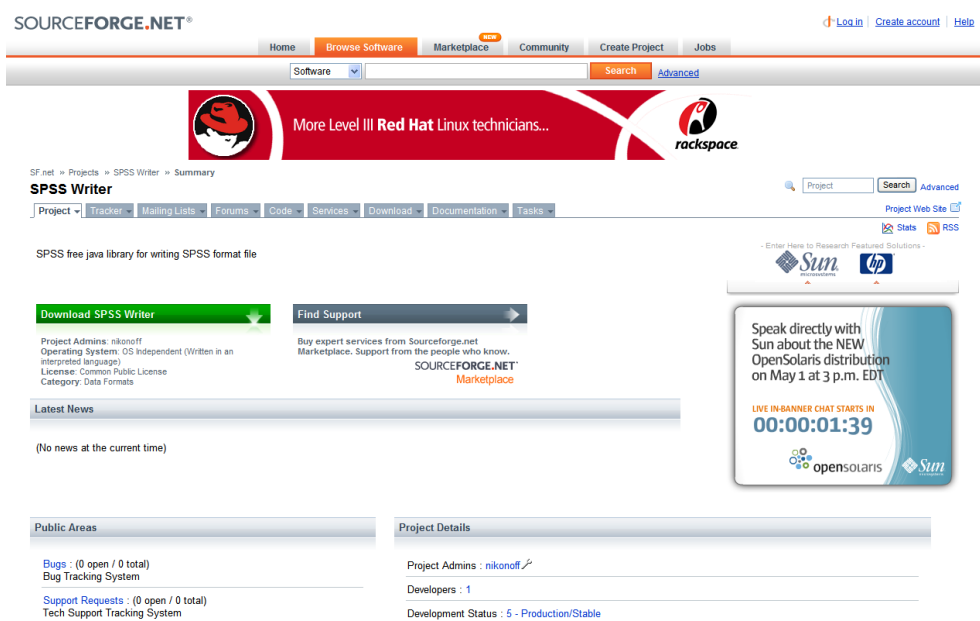 SOURCEFORGE.NET®
Log in Create account Help
Home Browse Software Marketplace NEW Community Create Project Jobs
Software Search Advanced
More Level III Red Hat Linux technicians...
rackspace
SF.net » Projects » SPSS Writer » Summary
SPSS Writer
Project Search Advanced
Project Tracker Mailing Lists Forums Code Services Download Documentation Tasks
Project Web Site
Stats RSS
SPSS free java library for writing SPSS format file
- Enter Here to Research Featured Solutions -
Sun microsystems hp
Download SPSS Writer
Project Admins: nikonoff
Operating System: OS Independent (Written in an
interpreted language)
License: Common Public License
Category: Data Formats
Find Support
Buy expert services from Sourceforge.net
Marketplace. Support from the people who know.
SOURCEFORGE.NET®
Marketplace
Speak directly with
Sun about the NEW
OpenSolaris distribution
on May 1 at 3 p.m. EDT
LIVE IN-BANNER CHAT STARTS IN
00:00:01:39
opensolaris Sun
Latest News
(No news at the current time)
Public Areas
Bugs : (0 open / 0 total)
Bug Tracking System
Support Requests : (0 open / 0 total)
Tech Support Tracking System
Project Details
Project Admins : nikonoff
Developers : 1
Development Status : 5 - Production/Stable